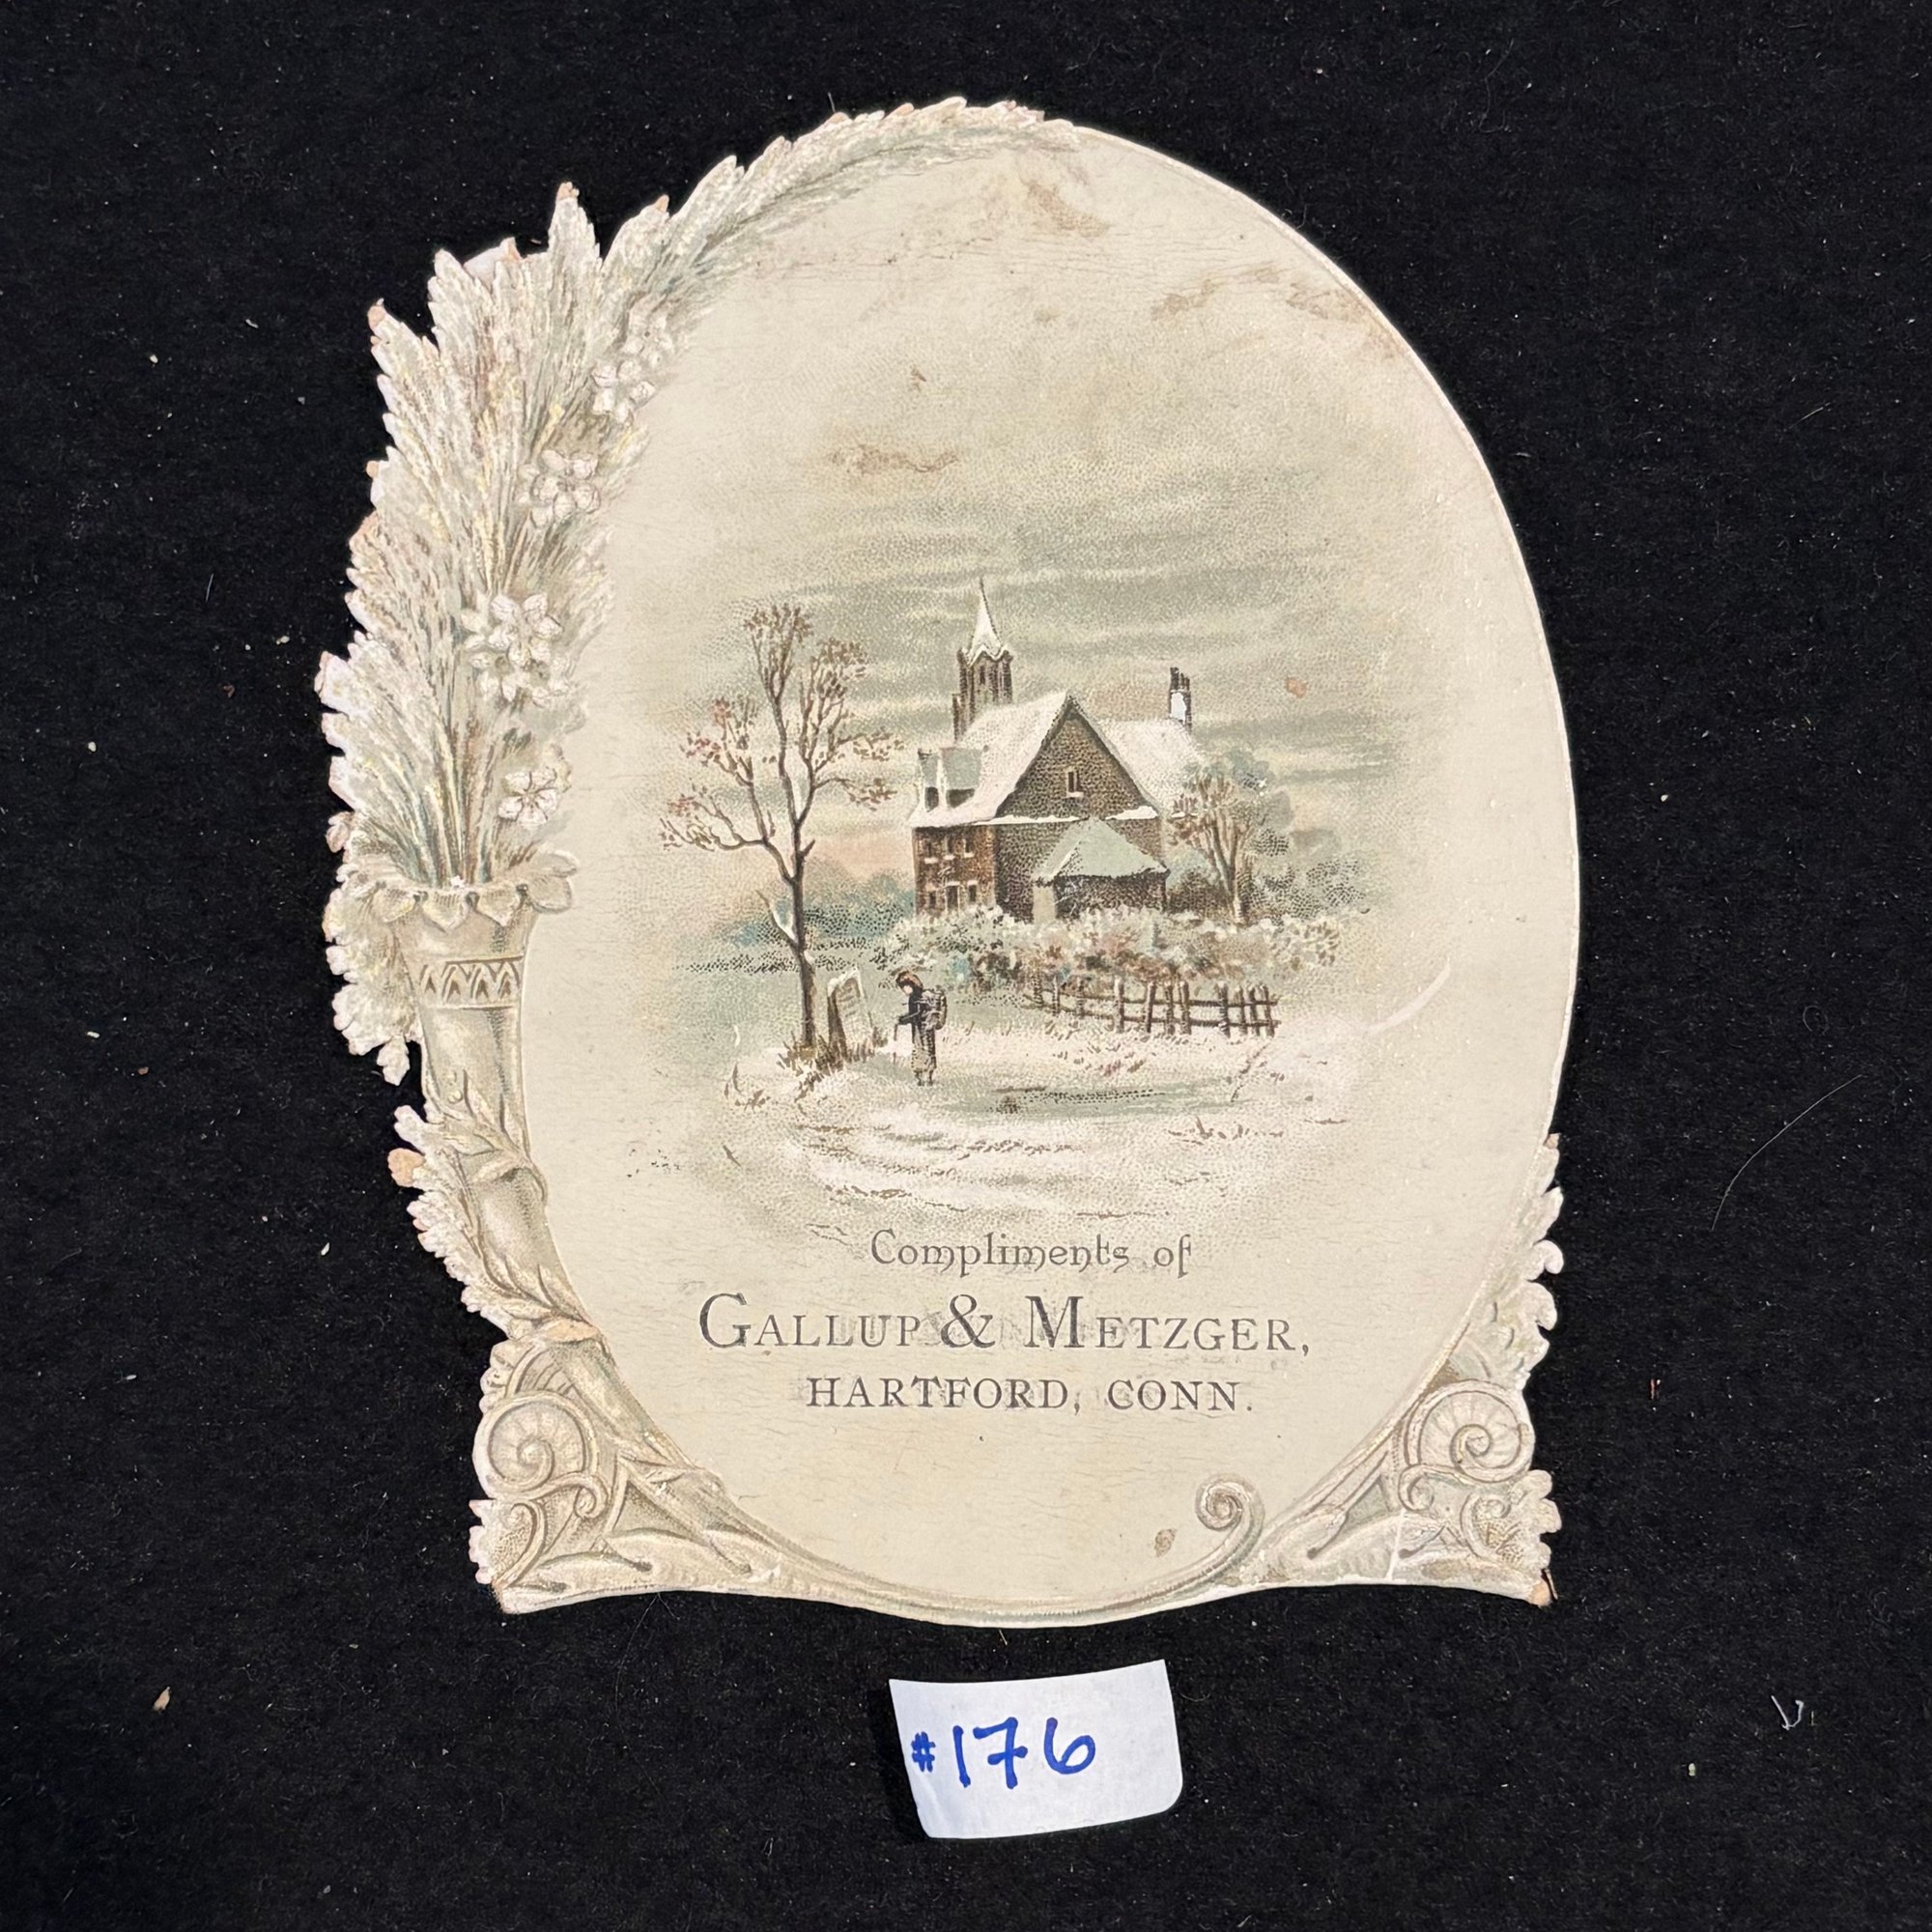 Compliments of
GALLUP & METZGER,
HARTFORD, CONN.
#176